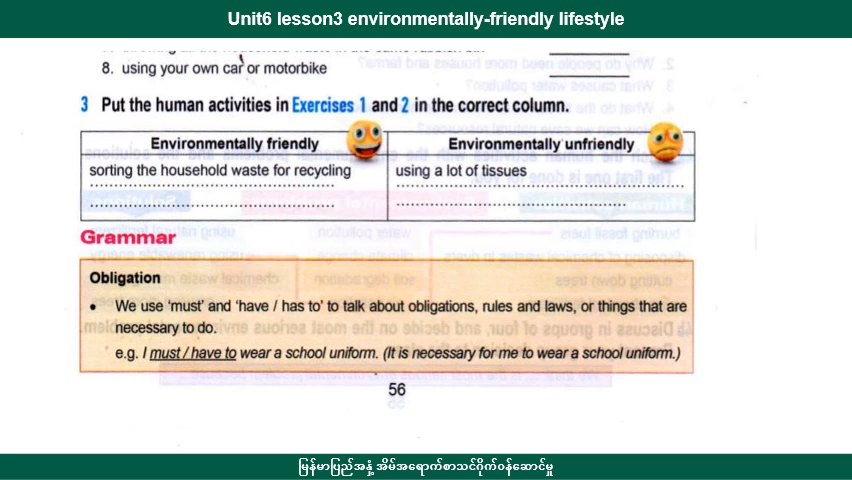 Unit6 lesson3 environmentally-friendly lifestyle
8. using your own car or motorbike
3 Put the human activities in Exercises 1 and 2 in the correct column.
Environmentally friendly Environmentally unfriendly
sorting the household waste for recycling using a lot of tissues
Grammar
Obligation
• We use ‘must’ and ‘have / has to’ to talk about obligations, rules and laws, or things that are
necessary to do.
e.g. I must / have to wear a school uniform. (It is necessary for me to wear a school uniform.)
56
မြန်မာပြည်အနှံ့ အိမ်အရောက်စာသင်ဂိုက်ဝန်ဆောင်မှု